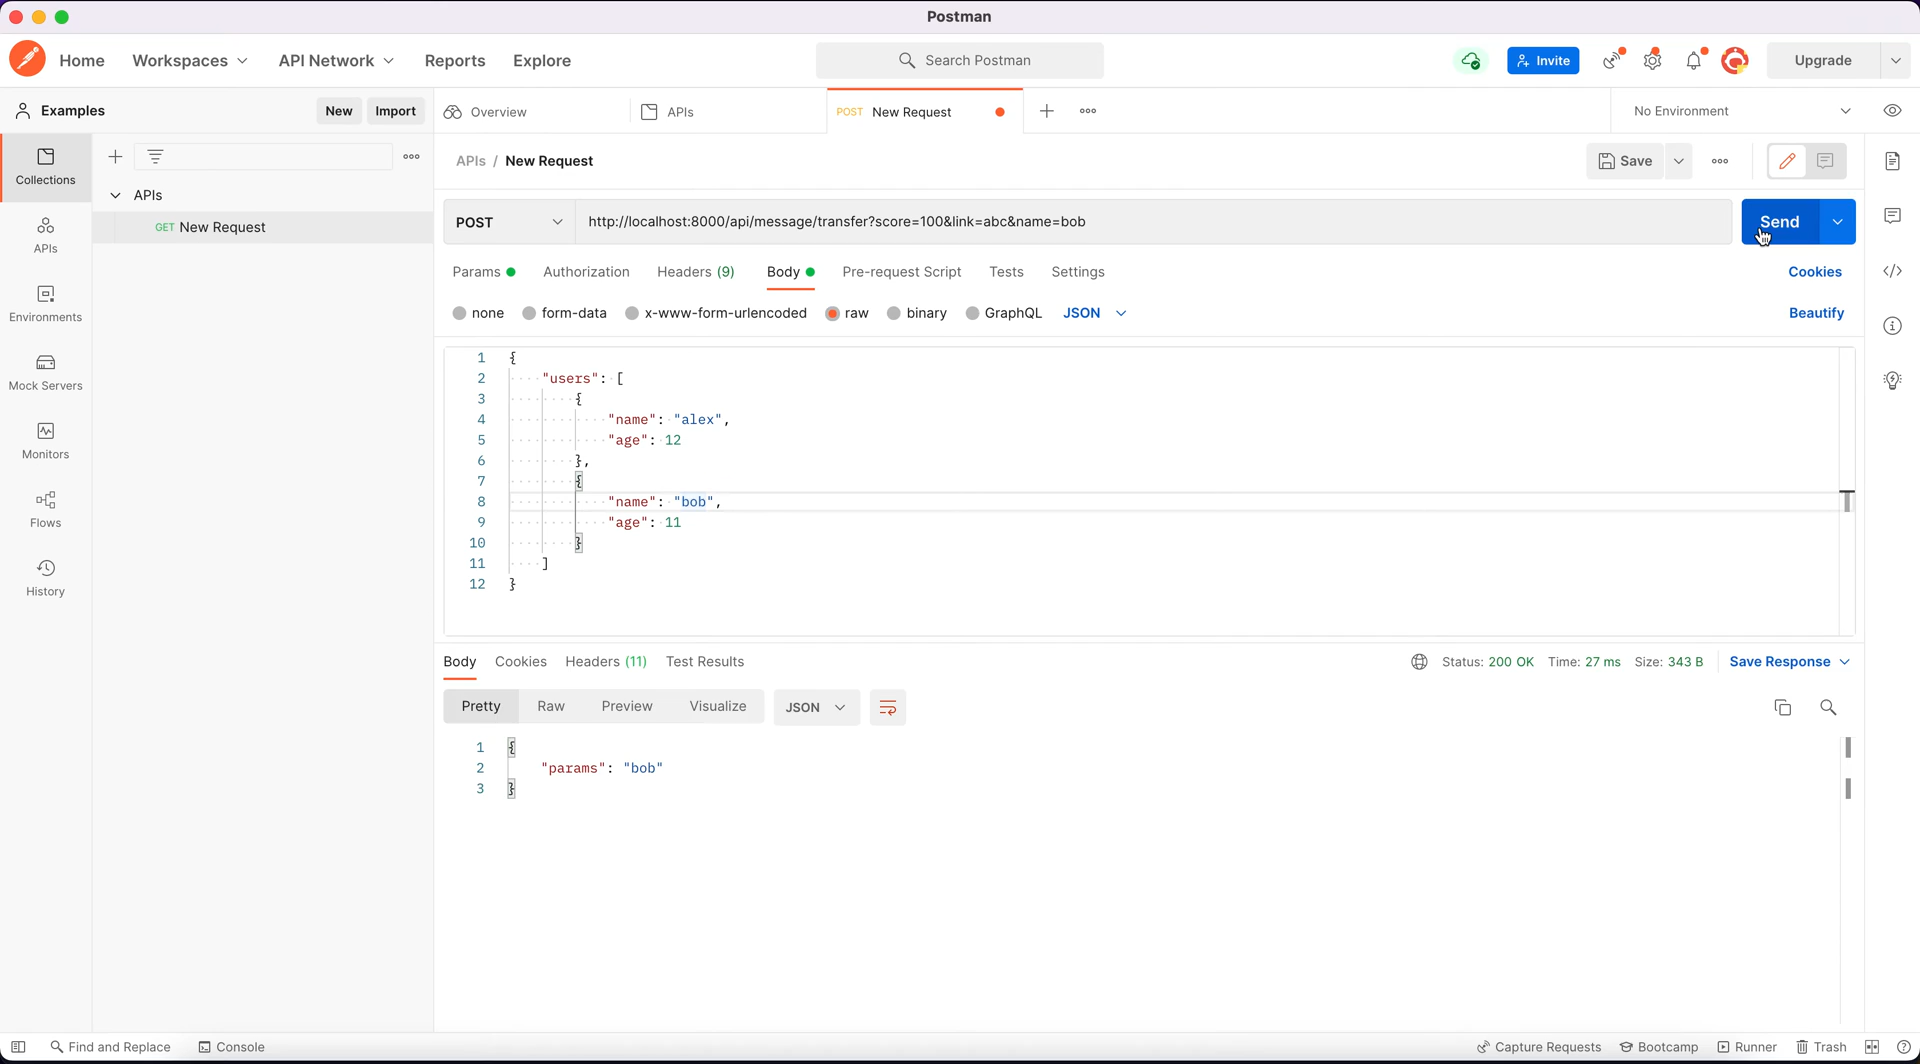 Postman
Home
Workspaces
API Network
Reports
Explore
Search Postman
Invite
Upgrade
Examples
New
Import
Overview
APIs
POST New Request
No Environment
Collections
APIs
Environments
Mock Servers
Monitors
Flows
History
APIs
GET New Request
APIs / New Request
Save
POST
http://localhost:8000/api/message/transfer?score=100&link=abc&name=bob
Send
Params
Authorization
Headers (9)
Body
Pre-request Script
Tests
Settings
Cookies
none
form-data
x-www-form-urlencoded
raw
binary
GraphQL
JSON
Beautify
1 {
2 "users": [
3 {
4 "name": "alex",
5 "age": 12
6 },
7 {
8 "name": "bob",
9 "age": 11
10 }
11 ]
12 }
Body
Cookies
Headers (11)
Test Results
Status: 200 OK
Time: 27 ms
Size: 343 B
Save Response
Pretty
Raw
Preview
Visualize
JSON
1 {
2 "params": "bob"
3 }
Find and Replace
Console
Capture Requests
Bootcamp
Runner
Trash